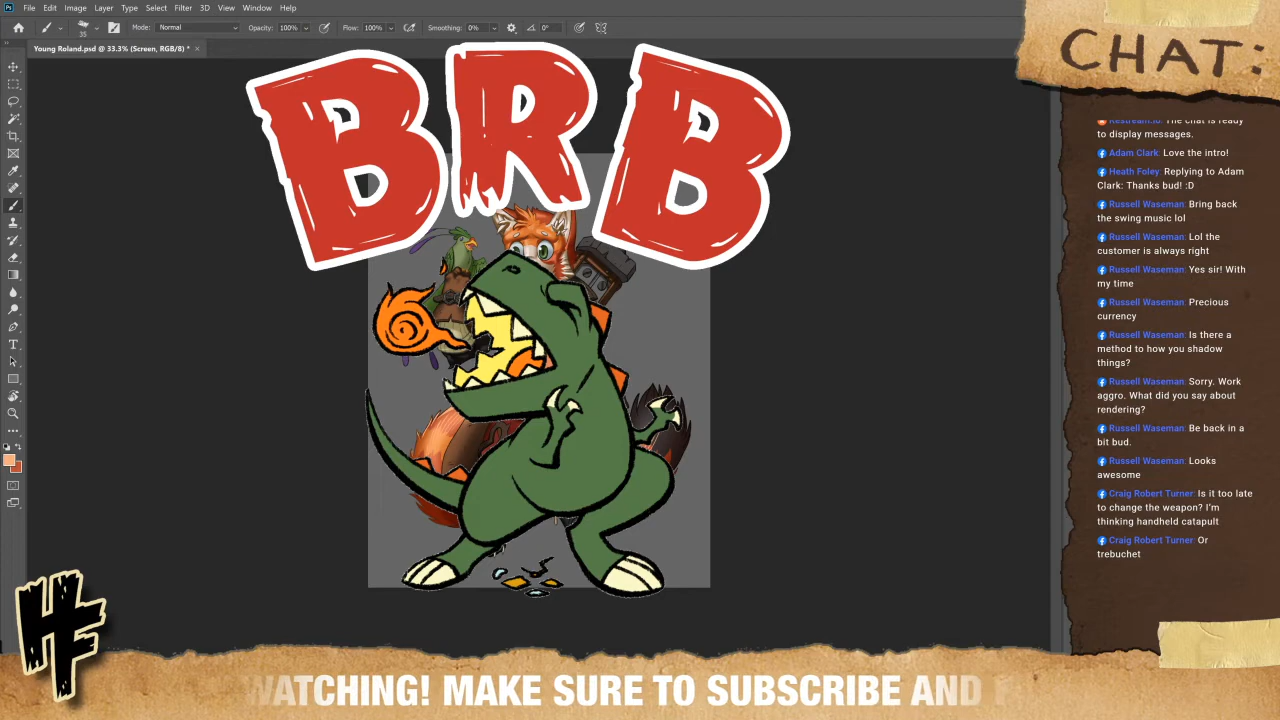 File Edit Image Layer Type Select Filter 3D View Window Help
35 Mode: Normal Opacity: 100% Flow: 100% Smoothing: 0% 0°
Young Roland.psd @ 33.3% (Screen, RGB/8) * ×
CHAT:
BRB
Restream.io: The chat is ready
to display messages.
Adam Clark: Love the intro!
Heath Foley: Replying to Adam
Clark: Thanks bud! :D
Russell Waseman: Bring back
the swing music lol
Russell Waseman: Lol the
customer is always right
Russell Waseman: Yes sir! With
my time
Russell Waseman: Precious
currency
Russell Waseman: Is there a
method to how you shadow
things?
Russell Waseman: Sorry. Work
aggro. What did you say about
rendering?
Russell Waseman: Be back in a
bit bud.
Russell Waseman: Looks
awesome
Craig Robert Turner: Is it too late
to change the weapon? I'm
thinking handheld catapult
Craig Robert Turner: Or
trebuchet
HF
WATCHING! MAKE SURE TO SUBSCRIBE AND